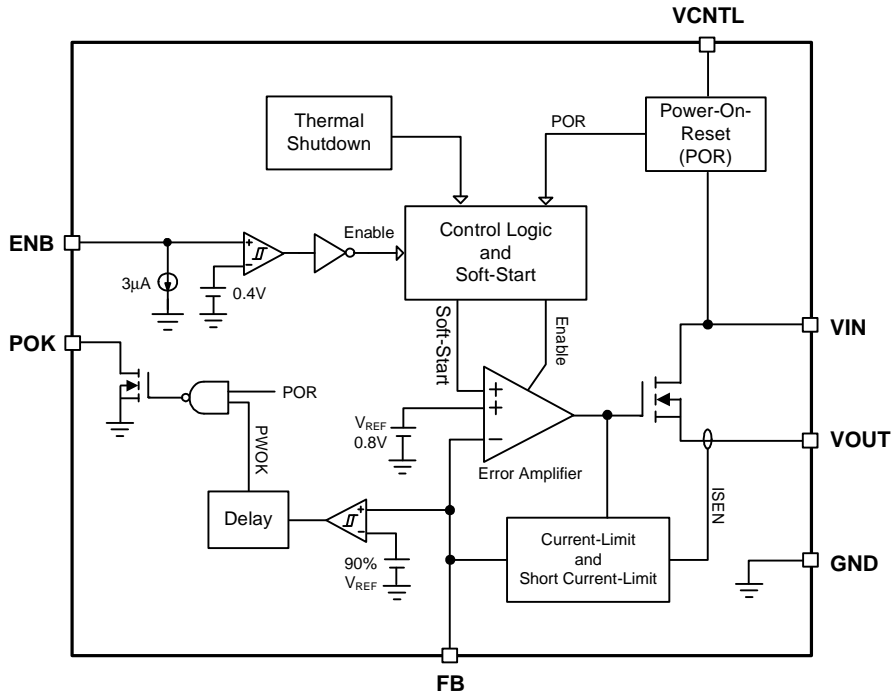 VCNTL
Thermal
Shutdown
POR
Power-On-
Reset
(POR)
ENB
Enable
Control Logic
and
Soft-Start
3µA
0.4V
POK
Soft-Start
Enable
VIN
POR
VREF
0.8V
VOUT
PWOK
Error Amplifier
ISEN
Delay
90%
VREF
Current-Limit
and
Short Current-Limit
GND
FB